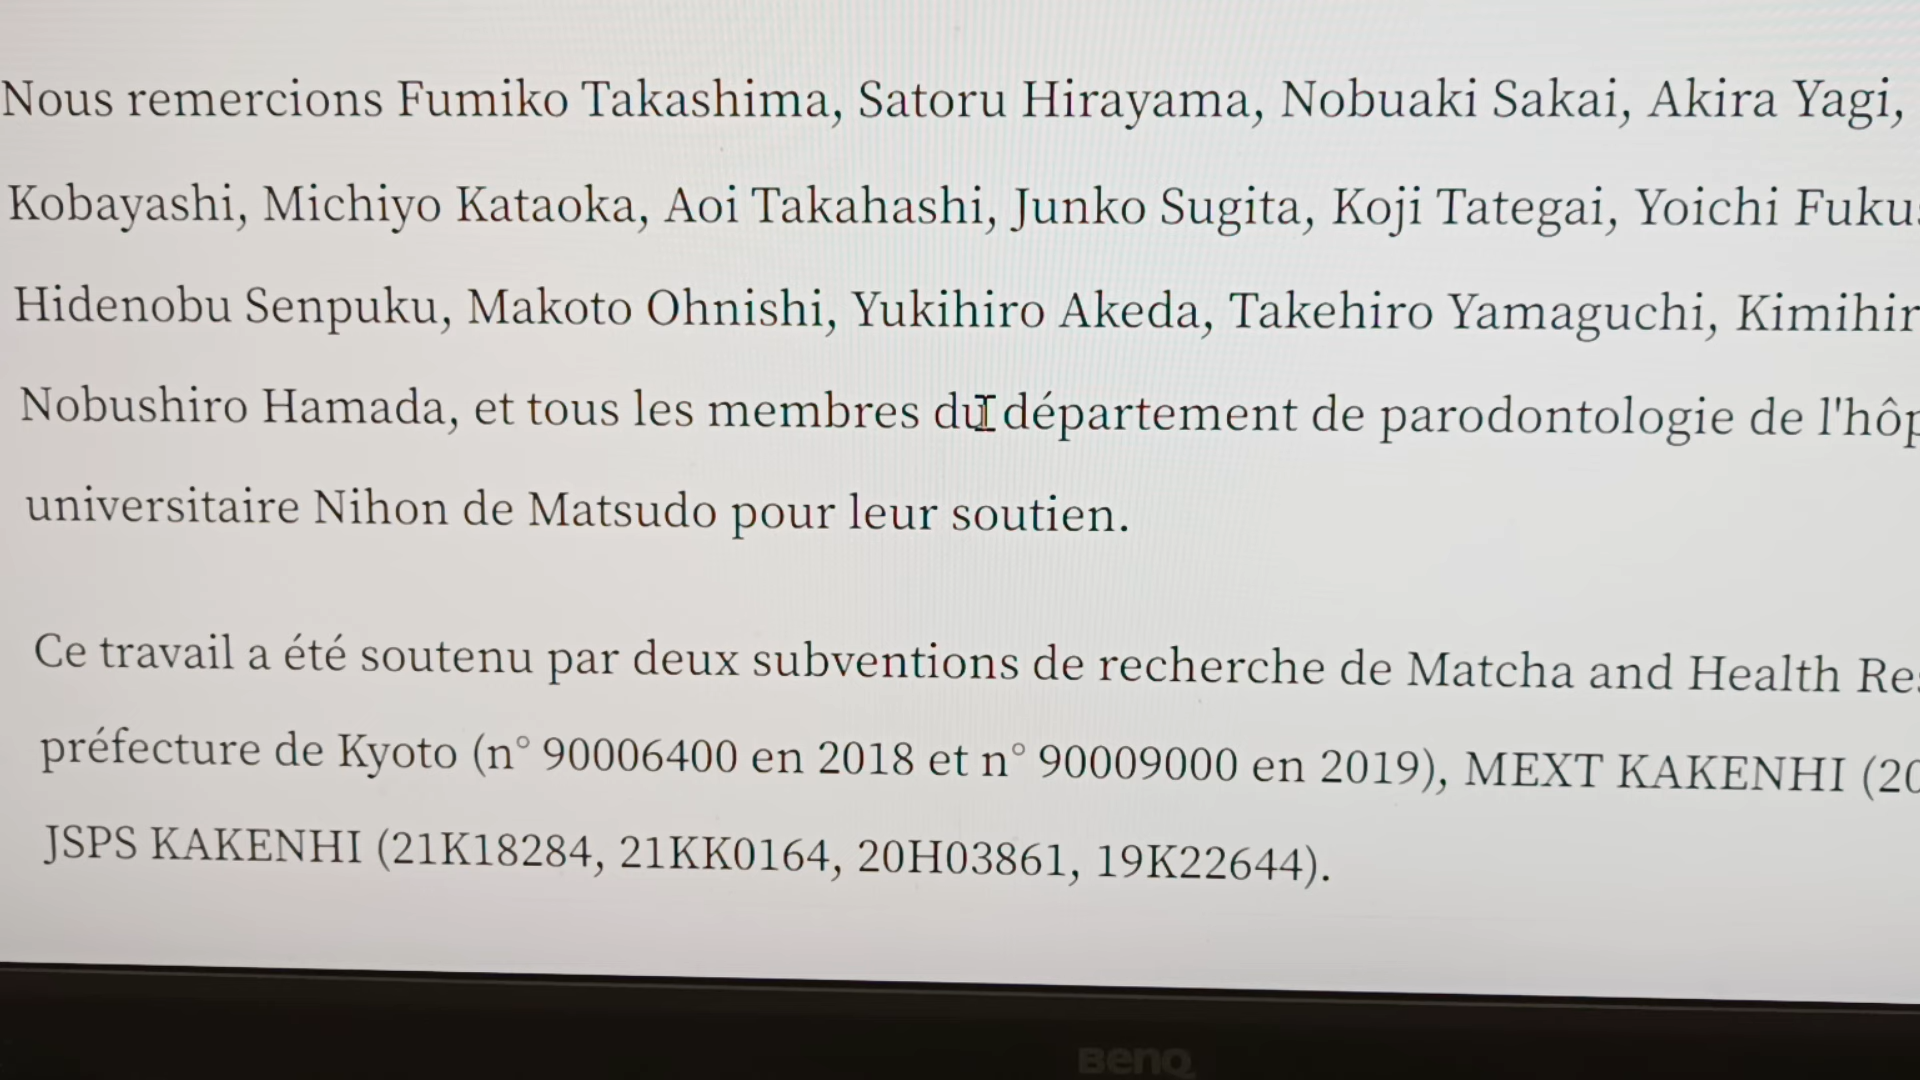 Nous remercions Fumiko Takashima, Satoru Hirayama, Nobuaki Sakai, Akira Yagi,
Kobayashi, Michiyo Kataoka, Aoi Takahashi, Junko Sugita, Koji Tategai, Yoichi
Hidenobu Senpuku, Makoto Ohnishi, Yukihiro Akeda, Takehiro Yamaguchi,
Nobushiro Hamada, et tous les membres du département de parodontologie de
universitaire Nihon de Matsudo pour leur soutien.
Ce travail a été soutenu par deux subventions de recherche de Matcha and Health
préfecture de Kyoto (n° 90006400 en 2018 et n° 90009000 en 2019), MEXT KAKENHI
JSPS KAKENHI (21K18284, 21KK0164, 20H03861, 19K22644).
BenQ